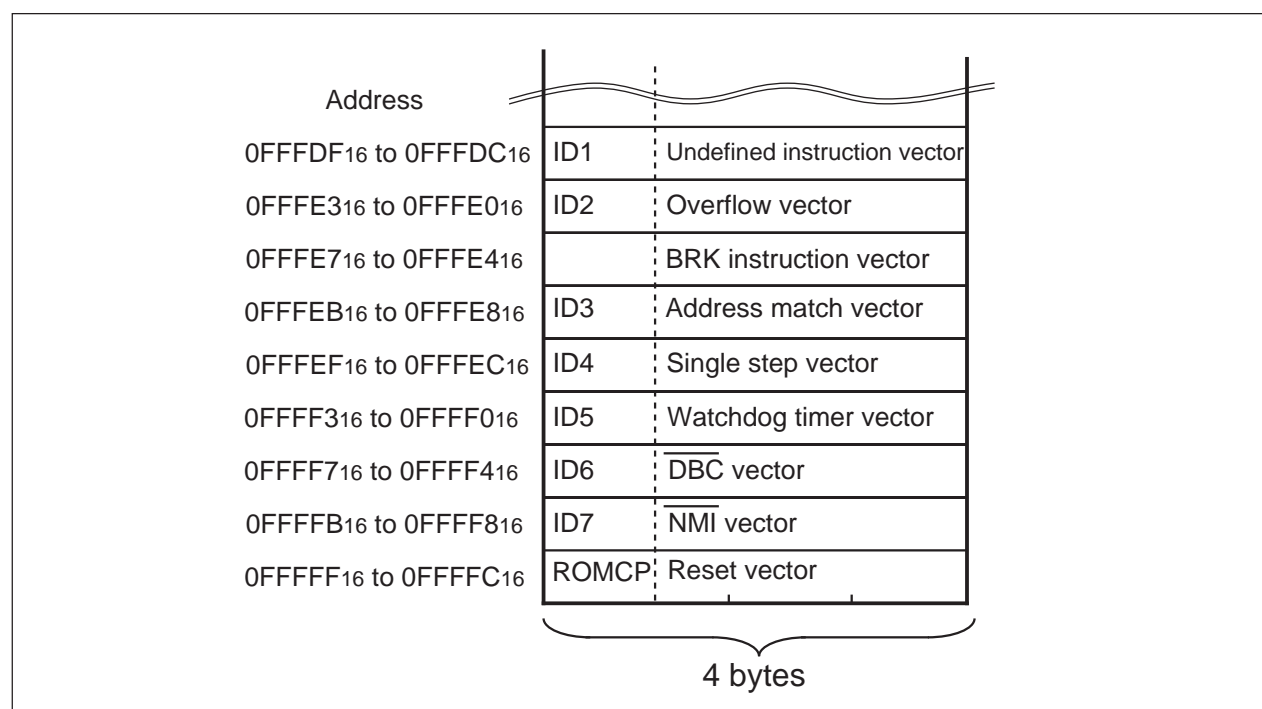 Address
0FFFDF16 to 0FFFDC16 ID1 Undefined instruction vector
0FFFE316 to 0FFFE016 ID2 Overflow vector
0FFFE716 to 0FFFE416 BRK instruction vector
0FFFEB16 to 0FFFE816 ID3 Address match vector
0FFFEF16 to 0FFFEC16 ID4 Single step vector
0FFFF316 to 0FFFF016 ID5 Watchdog timer vector
0FFFF716 to 0FFFF416 ID6 DBC vector
0FFFFB16 to 0FFFF816 ID7 NMI vector
0FFFFF16 to 0FFFFC16 ROMCP Reset vector
4 bytes